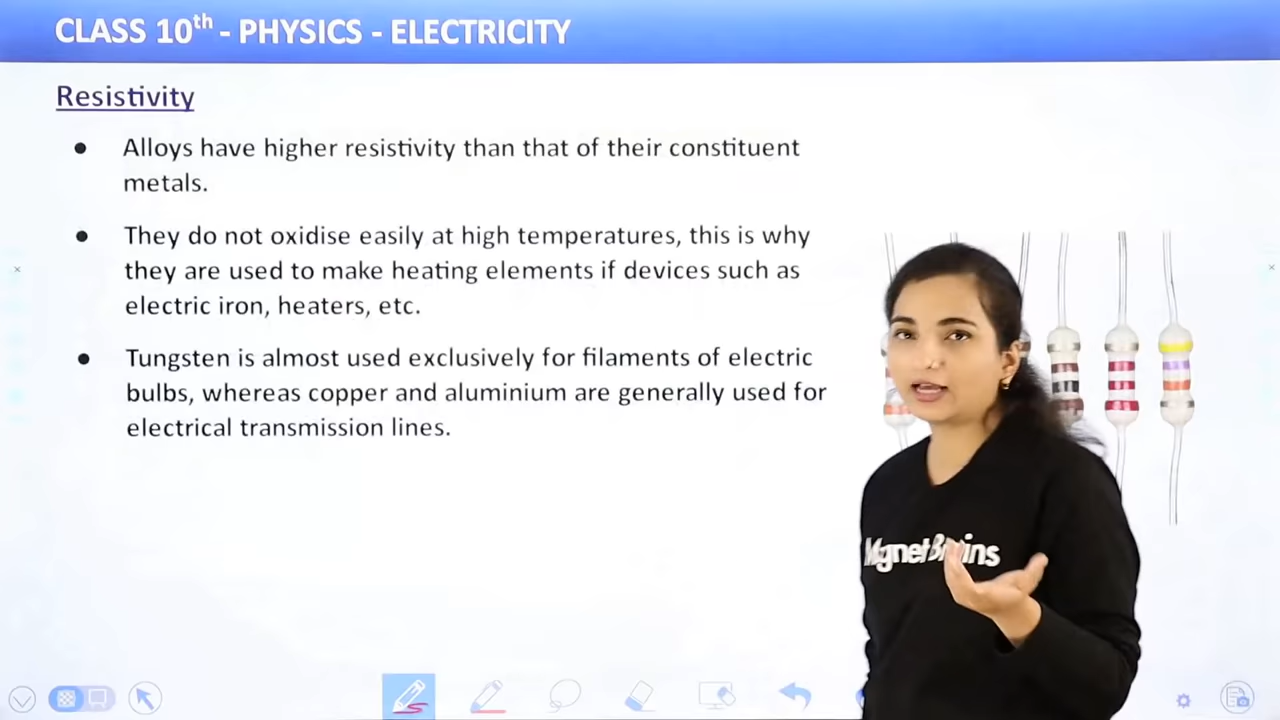 CLASS 10th - PHYSICS - ELECTRICITY
Resistivity
● Alloys have higher resistivity than that of their constituent
metals.
● They do not oxidise easily at high temperatures, this is why
they are used to make heating elements if devices such as
electric iron, heaters, etc.
● Tungsten is almost used exclusively for filaments of electric
bulbs, whereas copper and aluminium are generally used for
electrical transmission lines.